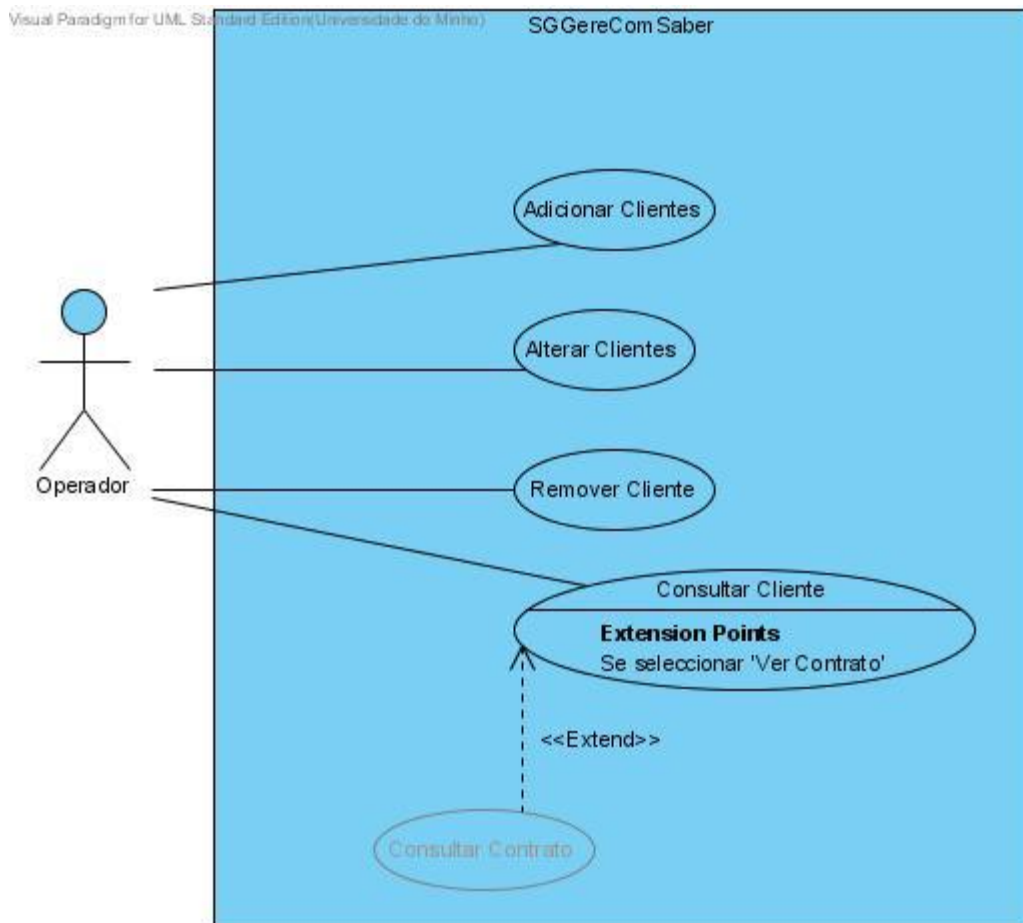 Visual Paradigm for UML Standard Edition(Universidade do Minho)
SGGereComSaber
Adicionar Clientes
Alterar Clientes
Operador
Remover Cliente
Consultar Cliente
Extension Points
Se seleccionar 'Ver Contrato'
<<Extend>>
Consultar Contrato